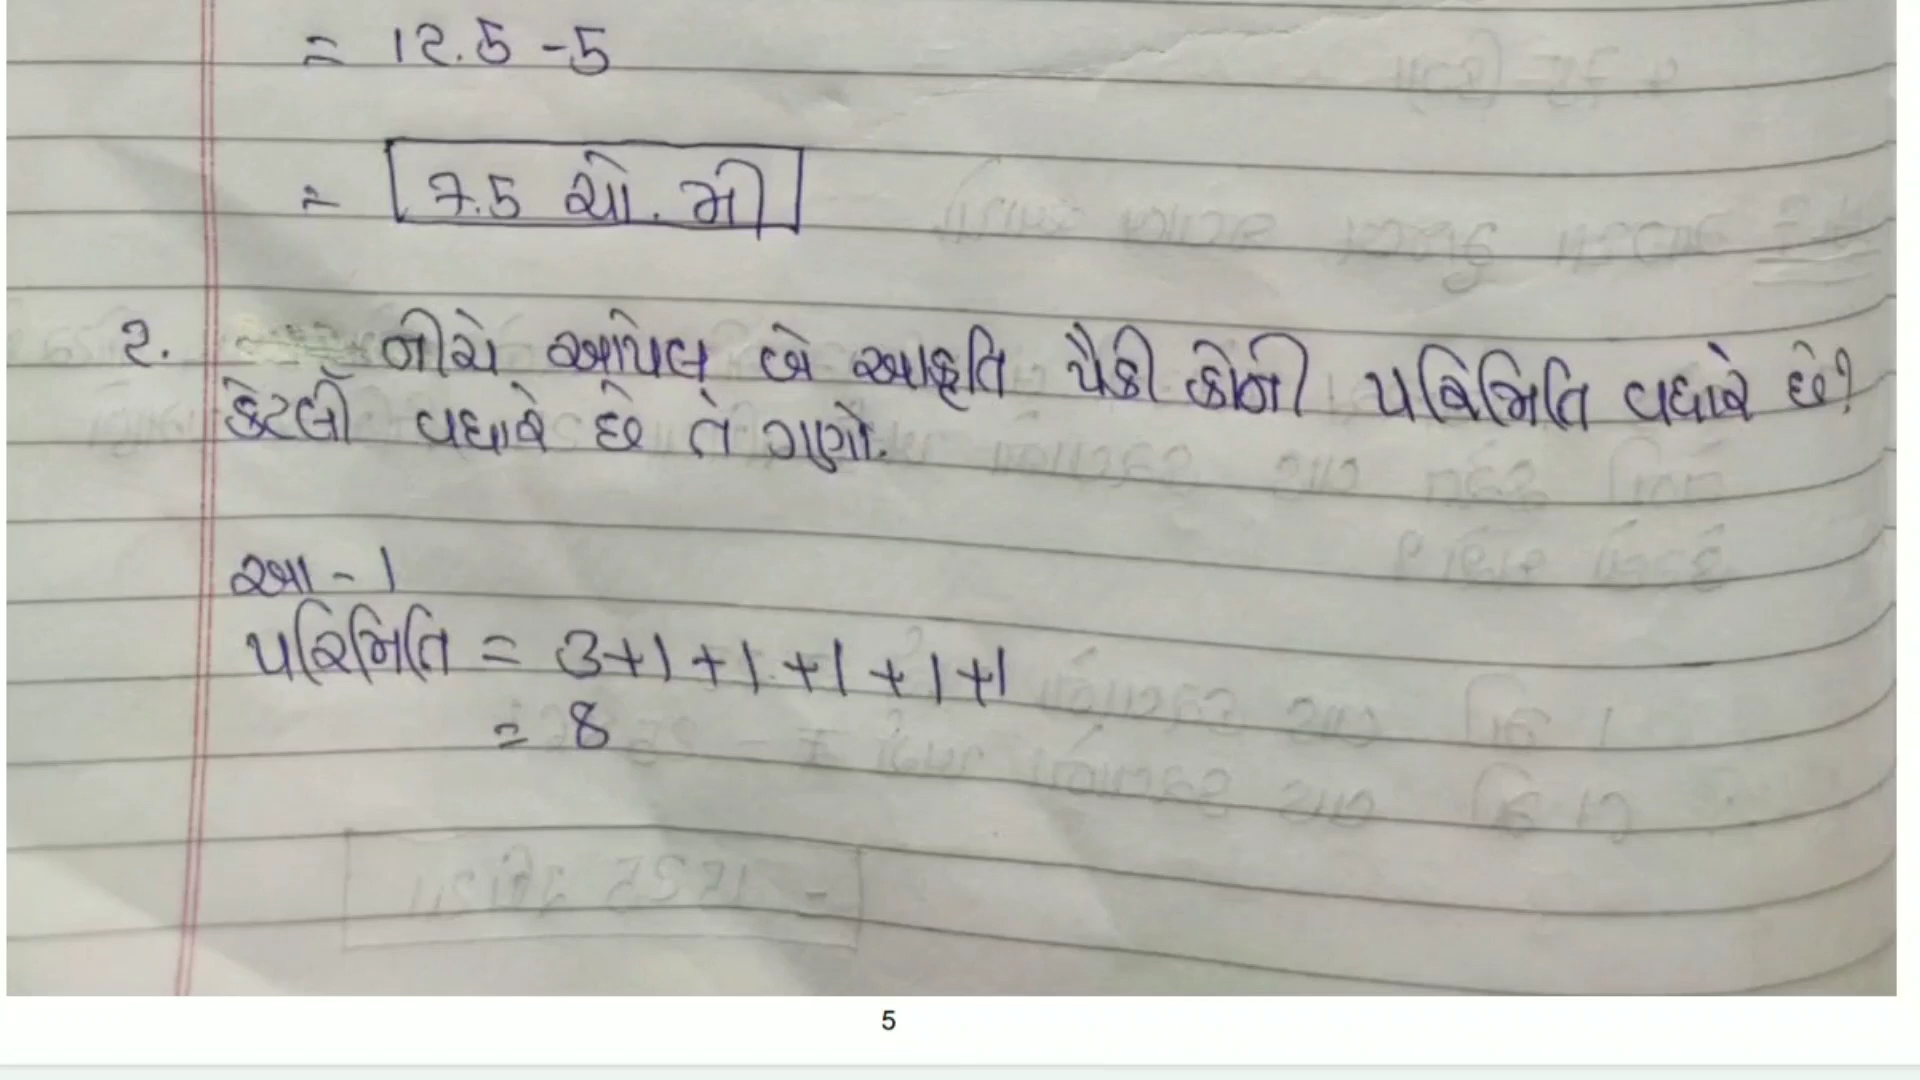 = 12.5 - 5
= 7.5 ચો. મી
2. નીચે આપેલ બે આકૃતિ પૈકી કોની પરિમિતિ વધારે છે?
કેટલી વધારે છે તે ગણો.
આ - 1
પરિમિતિ = 3+1+1+1+1+1
= 8
5